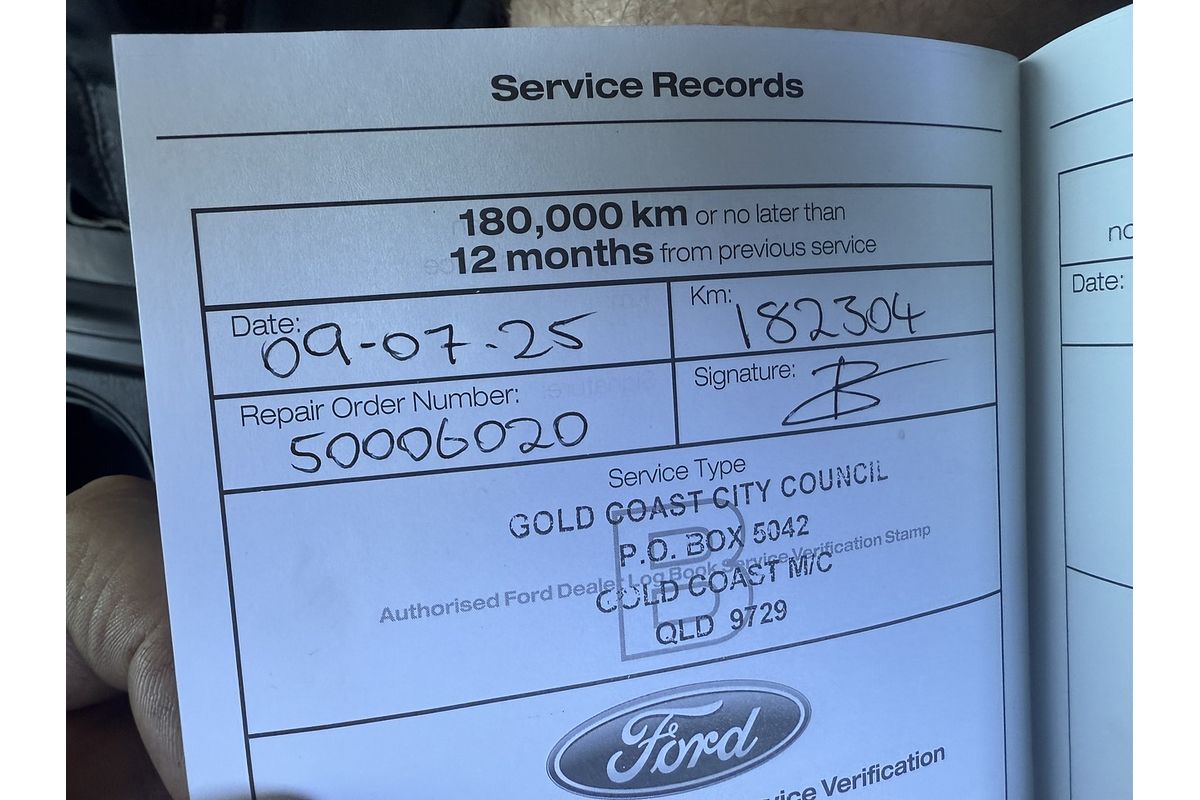 Service Records
180,000 km or no later than
12 months from previous service
Date: 09-07-25
Km: 182304
Repair Order Number: 50006020
Signature:
Service Type
B
GOLD COAST CITY COUNCIL
P.O. BOX 5042
Authorised Ford Dealer Log Book Service Verification Stamp
GOLD COAST M/C
QLD 9729
Ford
Service Verification
Date: